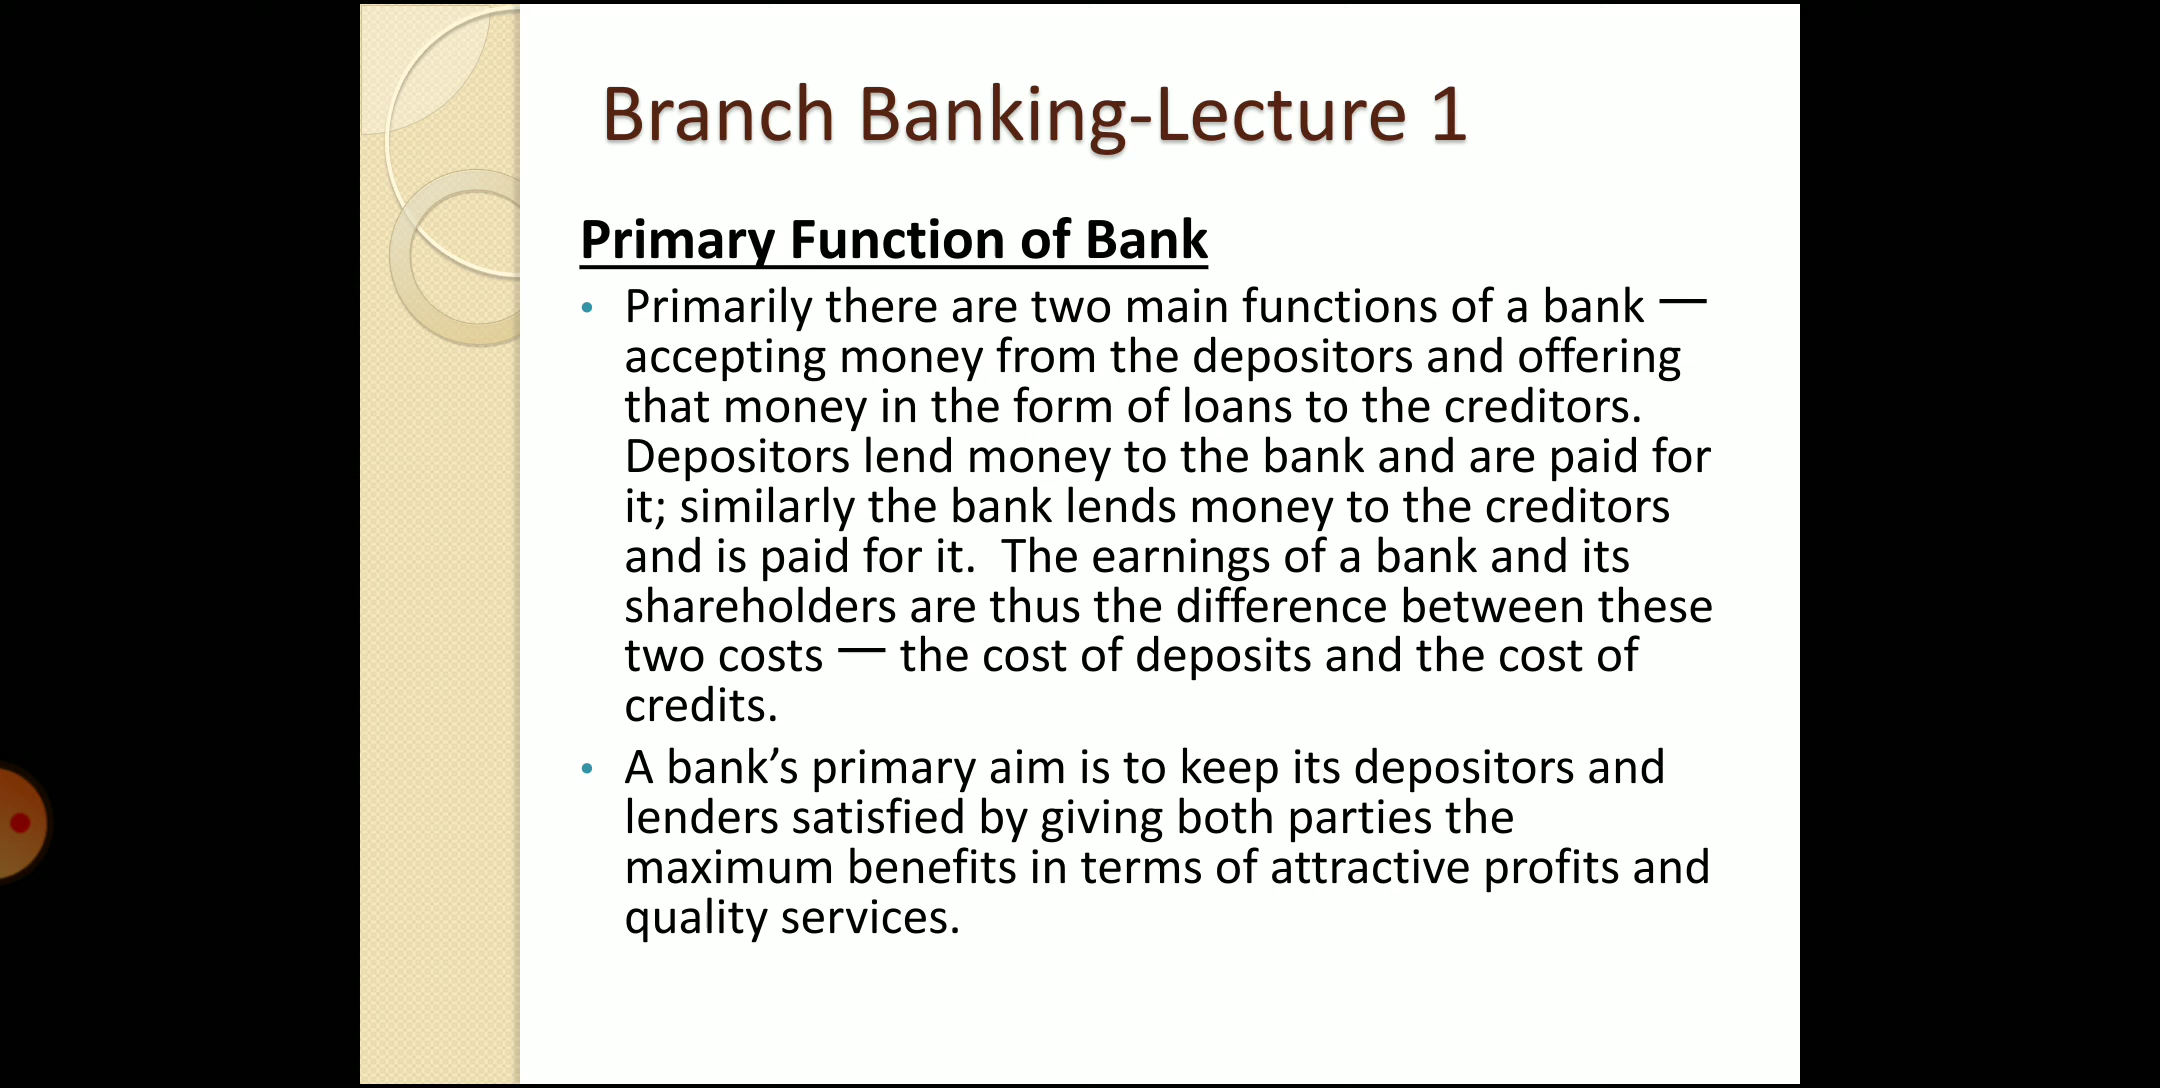 Branch Banking-Lecture 1
Primary Function of Bank
• Primarily there are two main functions of a bank —
accepting money from the depositors and offering
that money in the form of loans to the creditors.
Depositors lend money to the bank and are paid for
it; similarly the bank lends money to the creditors
and is paid for it.  The earnings of a bank and its
shareholders are thus the difference between these
two costs — the cost of deposits and the cost of
credits.
• A bank’s primary aim is to keep its depositors and
lenders satisfied by giving both parties the
maximum benefits in terms of attractive profits and
quality services.